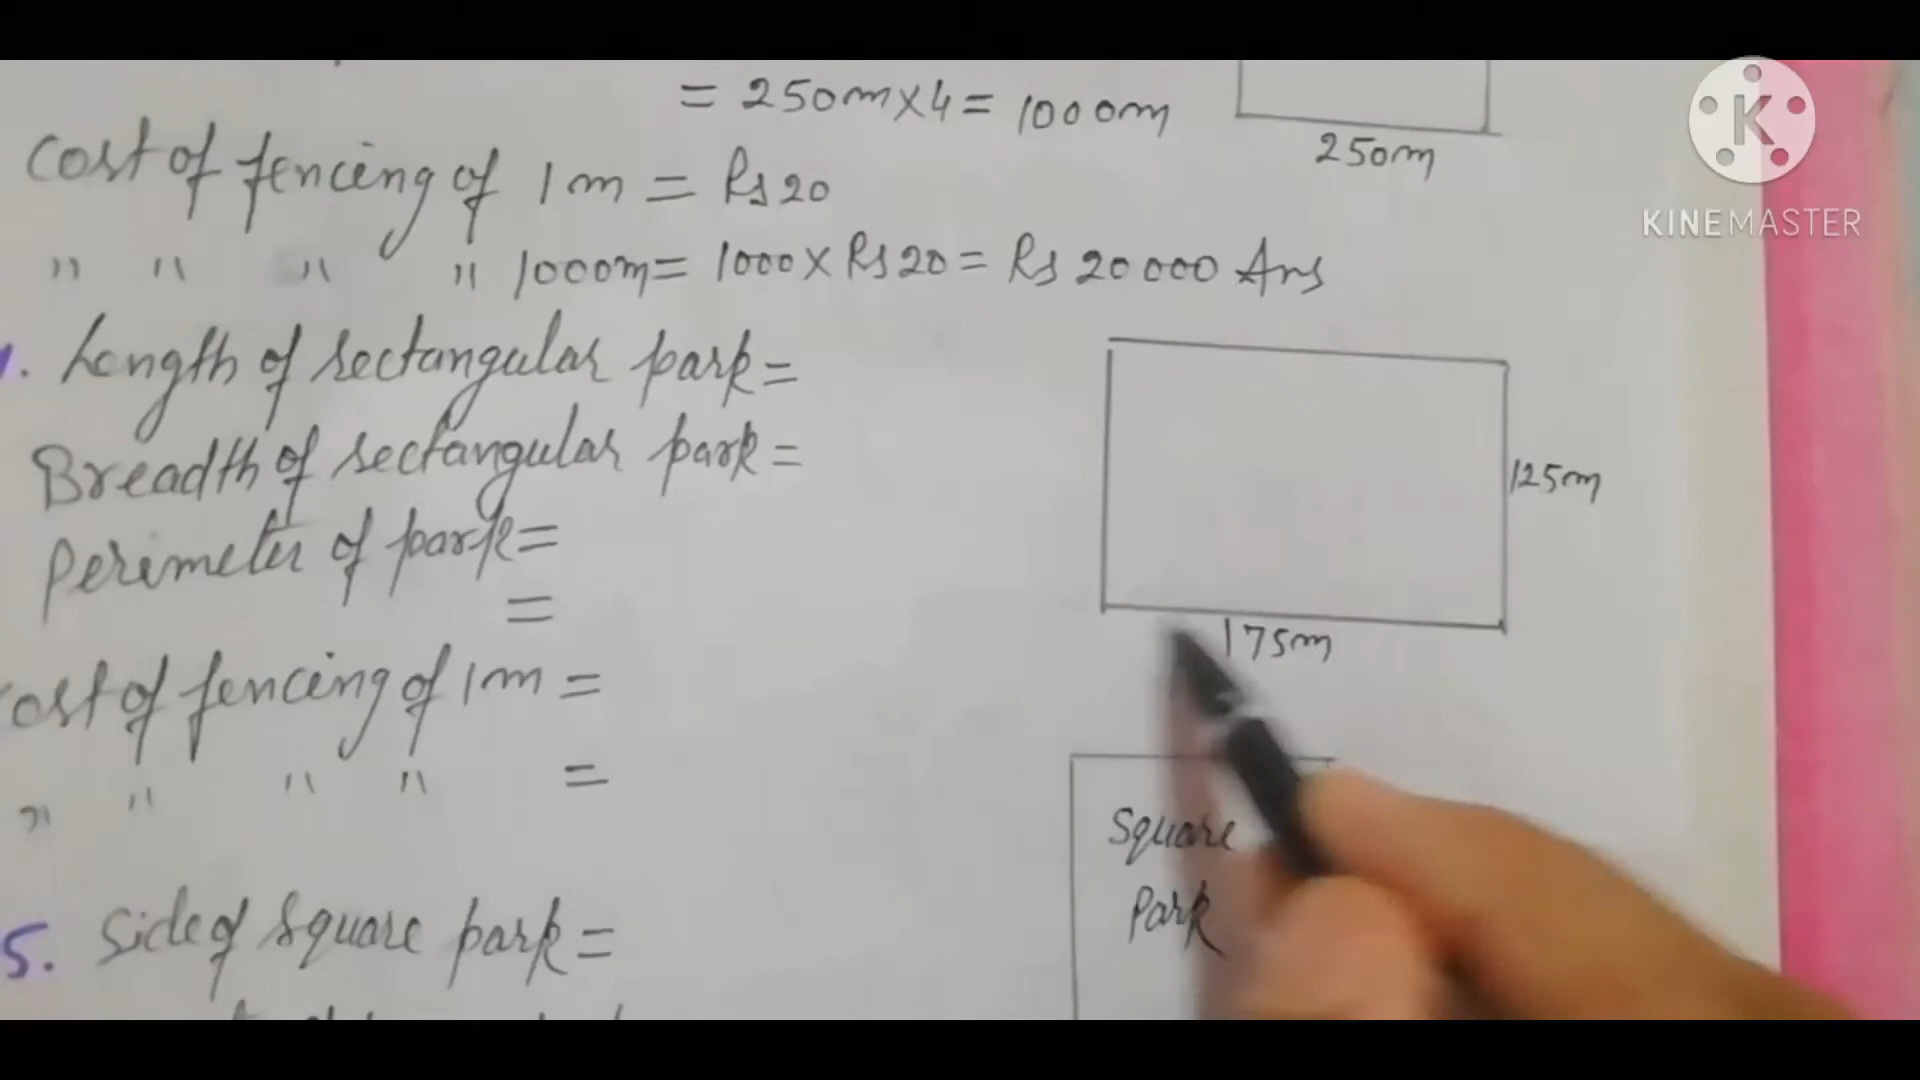 = 250m×4 = 1000m
250m
Cost of fencing of 1m = Rs 20
" " " " 1000m = 1000 × Rs 20 = Rs 20000 Ans
Length of rectangular park =
Breadth of rectangular park =
Perimeter of park =
=
125m
175m
ost of fencing of 1m =
" " " " =
Square
Park
5. Side of square park =
K
KINEMASTER